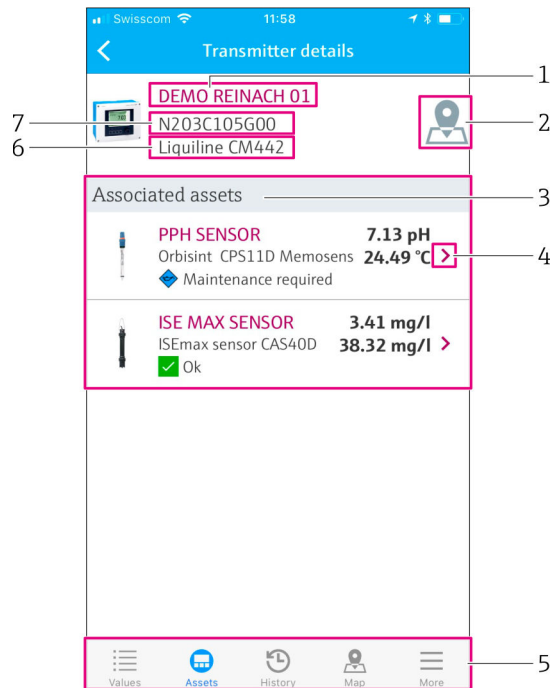 Swisscom 11:58
Transmitter details
1
DEMO REINACH 01
2
7
N203C105G00
6
Liquiline CM442
Associated assets
3
PPH SENSOR 7.13 pH
Orbisint CPS11D Memosens 24.49 °C
4
Maintenance required
ISE MAX SENSOR 3.41 mg/l
ISEmax sensor CAS40D 38.32 mg/l
Ok
5
Values Assets History Map More